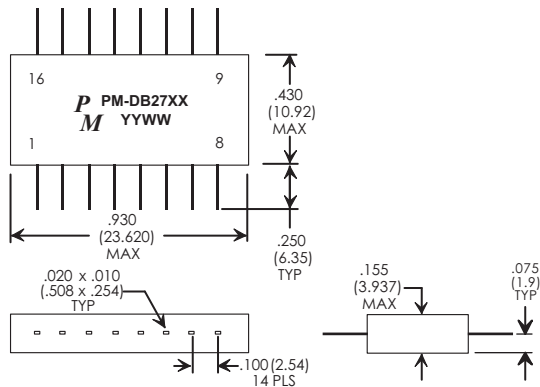 16
9
P M PM-DB27XX
YYWW
1
8
.430
(10.92)
MAX
.930
(23.620)
MAX
.250
(6.35)
TYP
.020 x .010
(.508 x .254)
TYP
.100 (2.54)
14 PLS
.155
(3.937)
MAX
.075
(1.9)
TYP